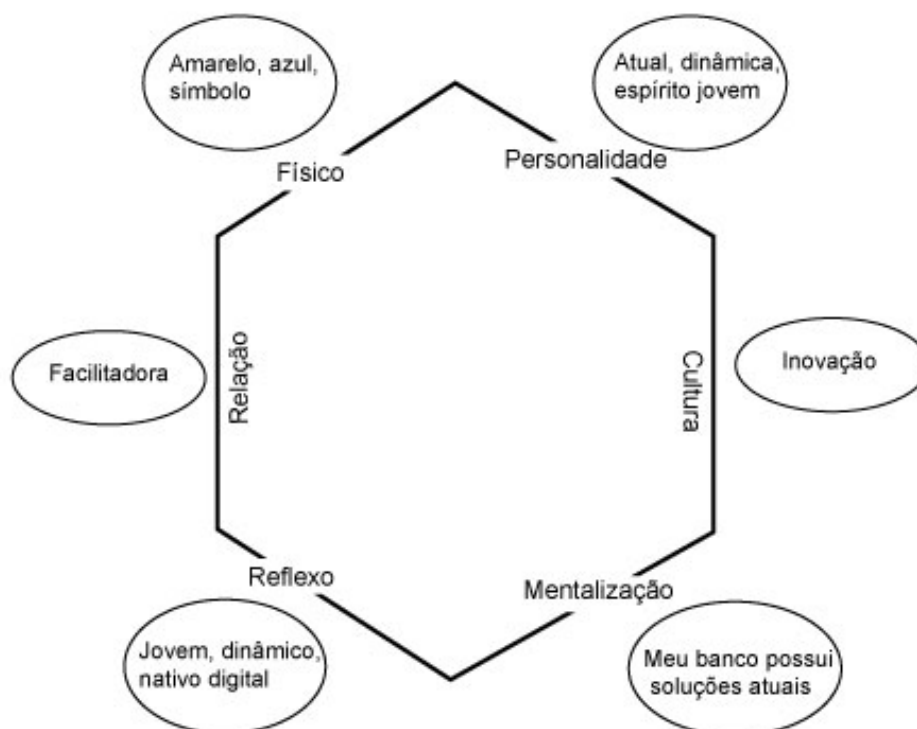 Amarelo, azul,
símbolo
Atual, dinâmica,
espírito jovem
Físico
Personalidade
Facilitadora
Relação
Cultura
Inovação
Reflexo
Mentalização
Jovem, dinâmico,
nativo digital
Meu banco possui
soluções atuais